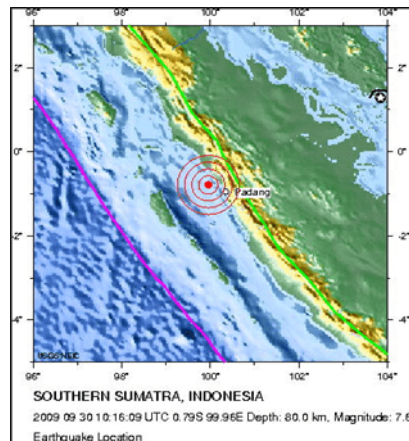 96° 98° 100° 102° 104°
2° 2°
0° 0°
Padang
-2° -2°
-4° -4°
USGS NEIC
96° 98° 100° 102° 104°
SOUTHERN SUMATRA, INDONESIA
2009 09 30 10:16:09 UTC 0.79S 99.96E Depth: 80.0 km, Magnitude: 7.6
Earthquake Location